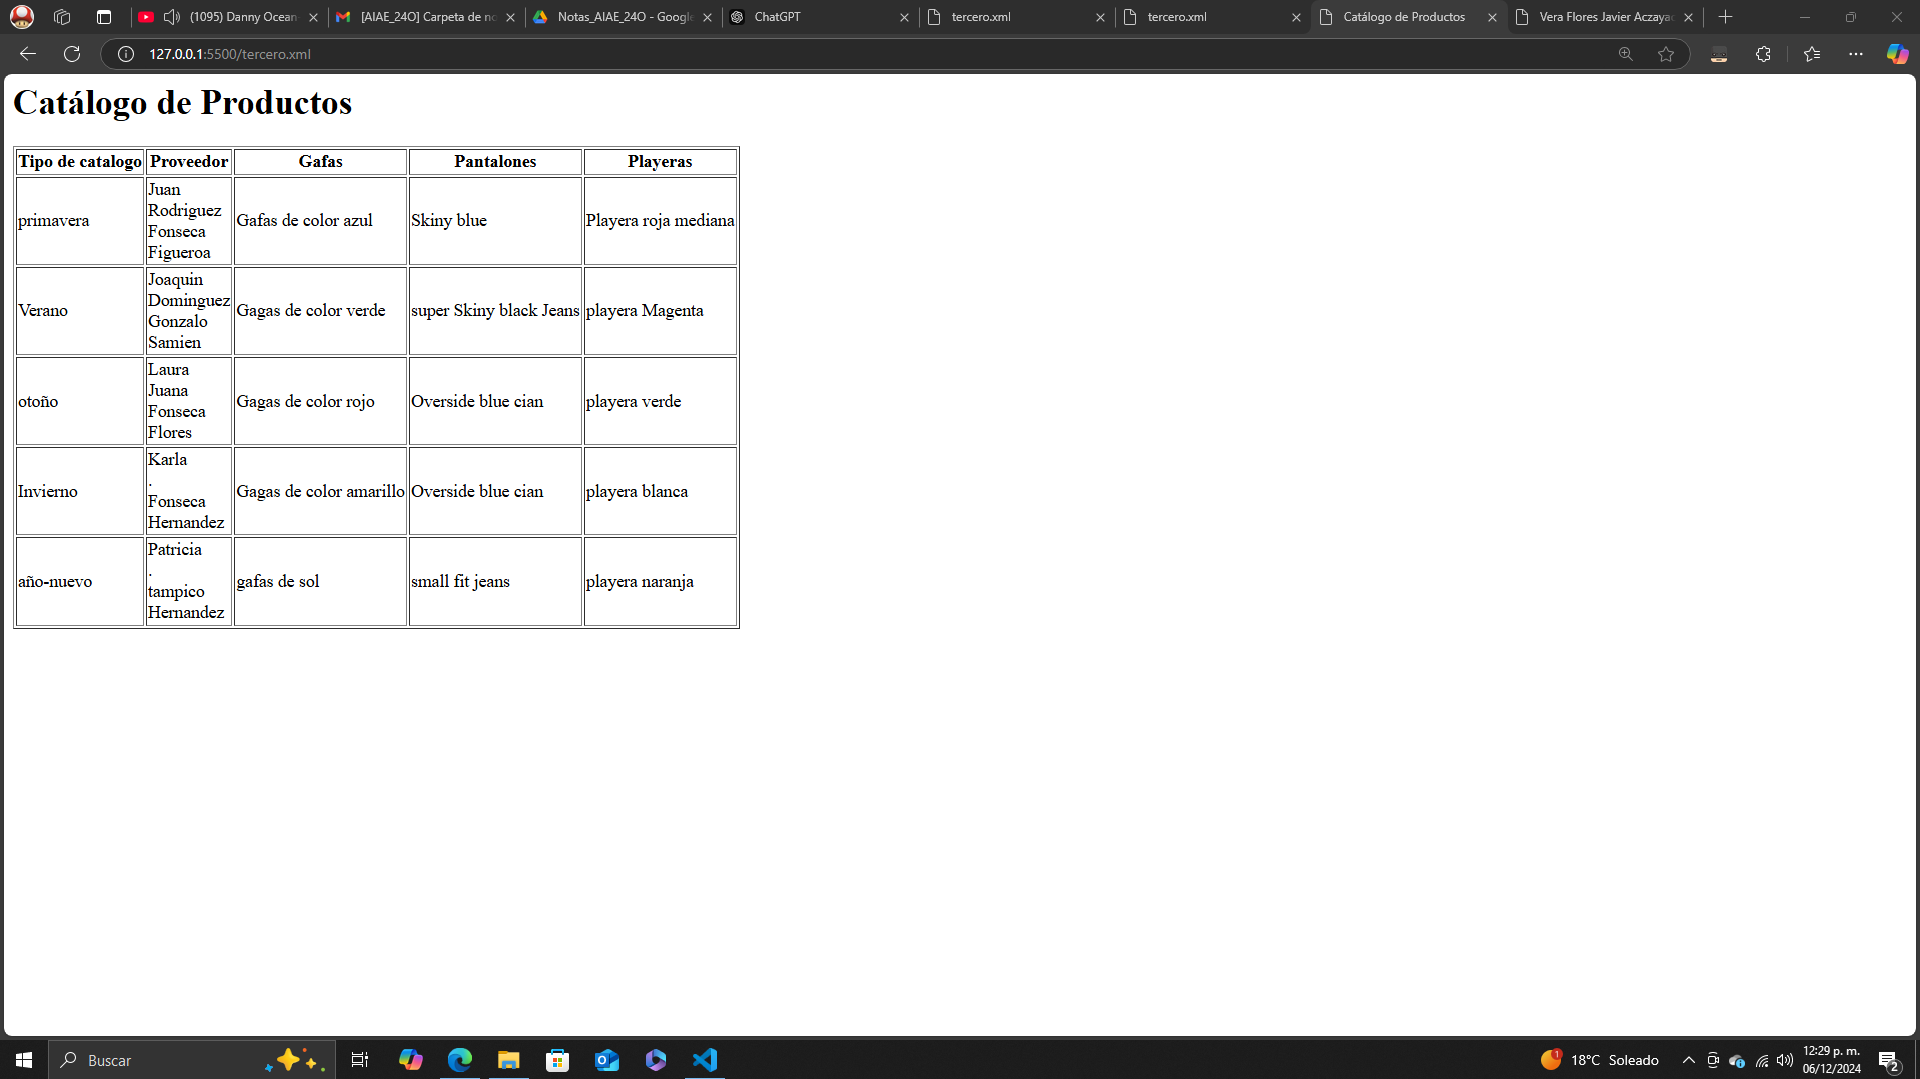 (1095) Danny Ocean
[AIAE_24O] Carpeta de no
Notas_AIAE_24O - Google
ChatGPT
tercero.xml
tercero.xml
Catálogo de Productos
Vera Flores Javier Aczayac
127.0.0.1:5500/tercero.xml
Catálogo de Productos
Tipo de catalogo Proveedor Gafas Pantalones Playeras
primavera
Juan
Rodriguez
Fonseca
Figueroa
Gafas de color azul
Skiny blue
Playera roja mediana
Verano
Joaquin
Dominguez
Gonzalo
Samien
Gagas de color verde
super Skiny black Jeans
playera Magenta
otoño
Laura
Juana
Fonseca
Flores
Gagas de color rojo
Overside blue cian
playera verde
Invierno
Karla
.
Fonseca
Hernandez
Gagas de color amarillo
Overside blue cian
playera blanca
año-nuevo
Patricia
.
tampico
Hernandez
gafas de sol
small fit jeans
playera naranja
Buscar
1
18°C Soleado
12:29 p. m.
06/12/2024
2